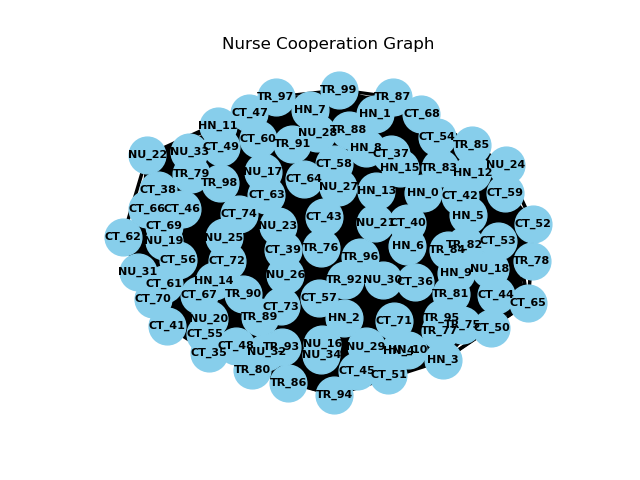 Nurse Cooperation Graph
TR_99
TR_97
TR_87
HN_7
CT_47
HN_1
CT_68
HN_11
NU_28
TR_88
CT_54
CT_60
TR_91
TR_85
CT_49
HN_8
NU_33
CT_37
NU_22
CT_58
NU_24
HN_15
TR_83
NU_17
HN_12
TR_79
CT_64
TR_98
NU_27
CT_38
HN_13
HN_0
CT_59
CT_63
CT_42
CT_66
CT_46
CT_74
HN_5
CT_43
NU_21
CT_40
CT_52
CT_69
NU_23
CT_62
NU_25
NU_19
CT_53
TR_82
HN_6
TR_76
CT_39
TR_84
TR_96
CT_56
CT_72
TR_78
NU_18
NU_31
HN_9
NU_26
HN_14
TR_92
NU_30
CT_36
CT_61
TR_90
CT_67
TR_81
CT_44
CT_57
CT_70
CT_65
CT_73
TR_89
HN_2
NU_20
CT_71
TR_95
CT_41
TR_75
CT_50
TR_77
CT_55
NU_16
CT_48
TR_93
NU_29
HN_10
HN_4
NU_32
CT_35
NU_34
HN_3
TR_80
CT_45
CT_51
TR_86
TR_94